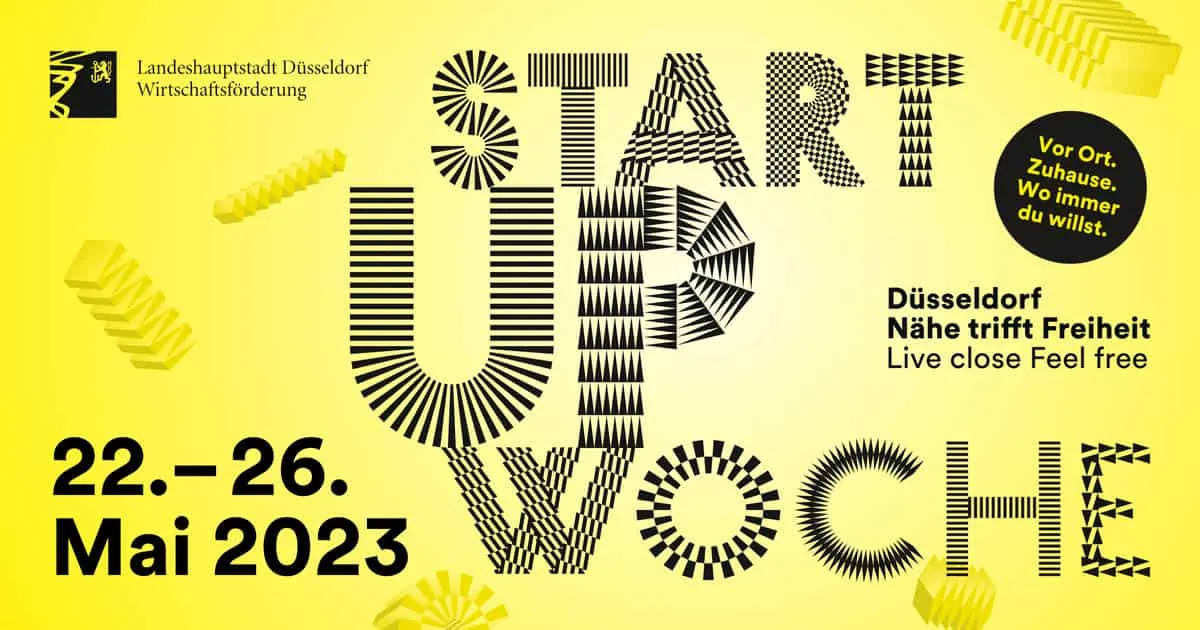 Landeshauptstadt Düsseldorf
Wirtschaftsförderung
START
UP
WOCHE
Vor Ort.
Zuhause.
Wo immer
du willst.
Düsseldorf
Nähe trifft Freiheit
Live close Feel free
22.–26.
Mai 2023